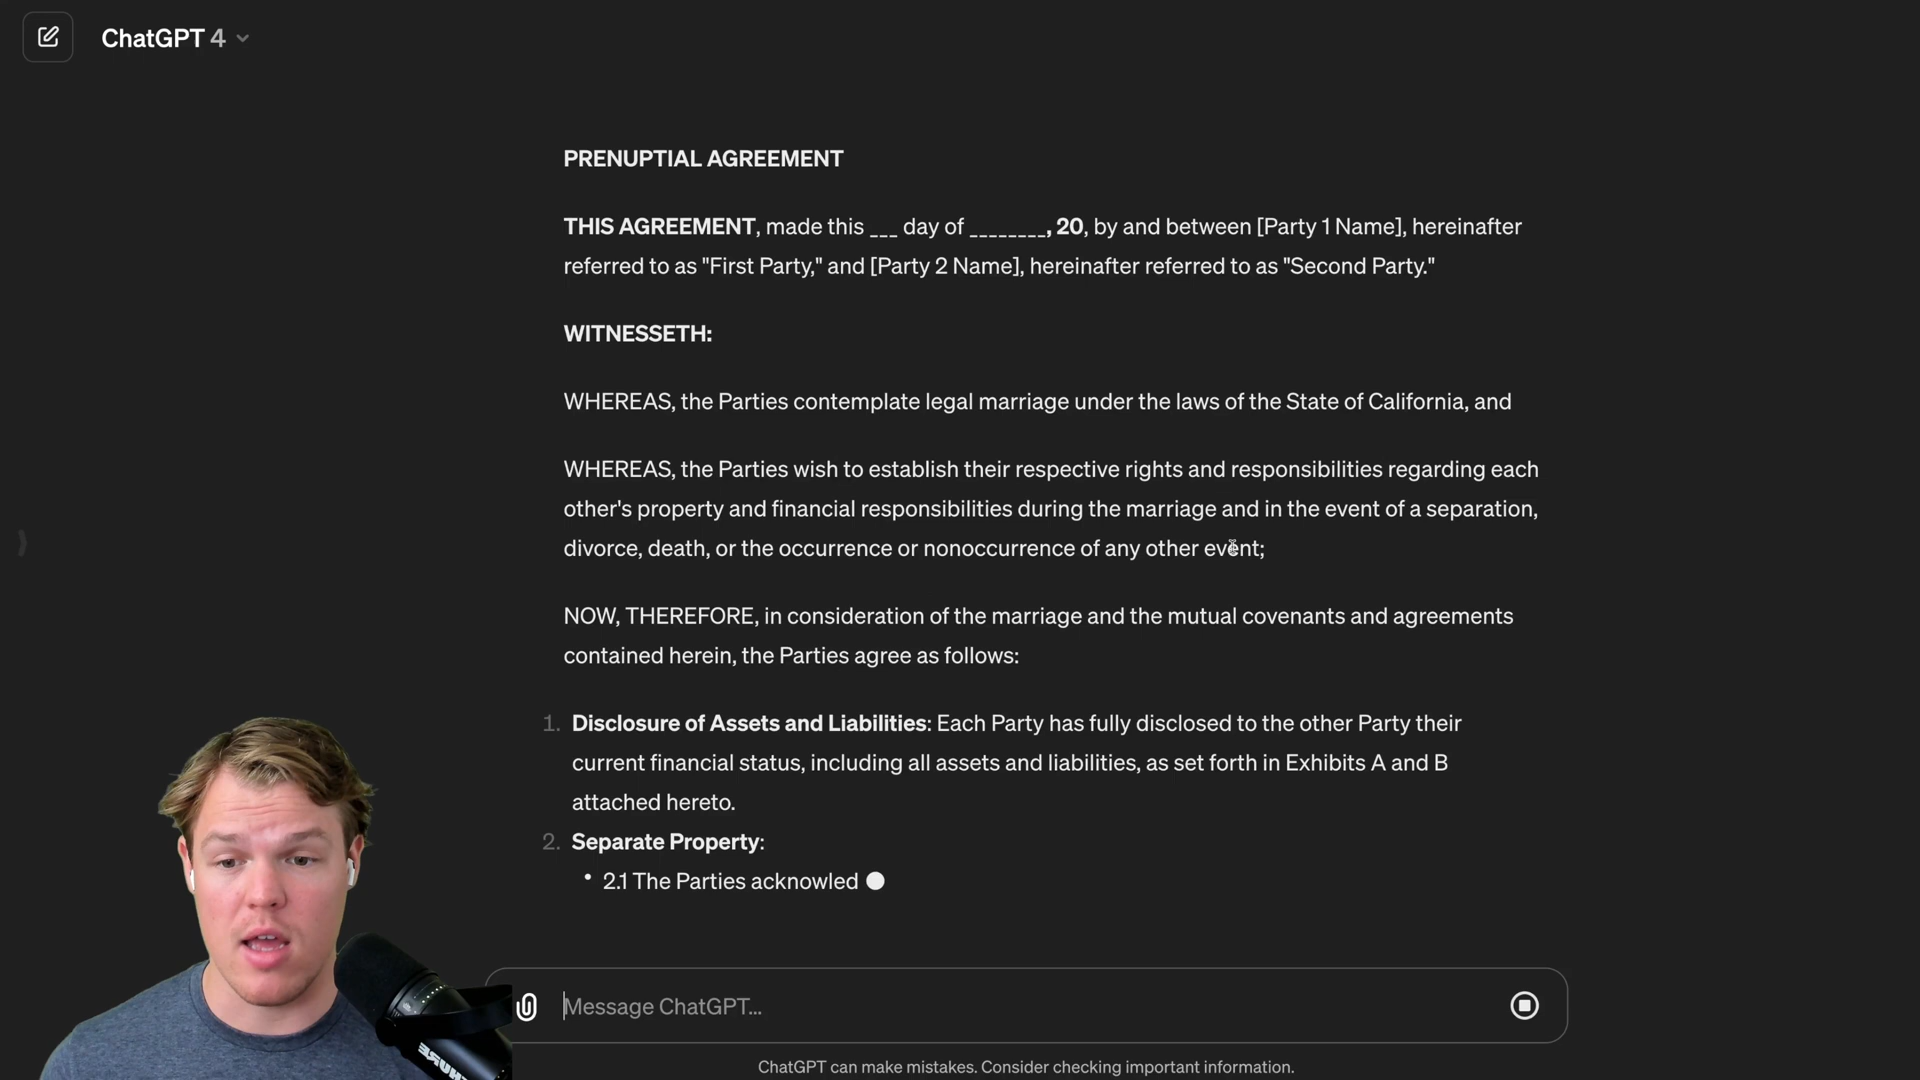 ChatGPT 4
PRENUPTIAL AGREEMENT
THIS AGREEMENT, made this ___ day of ________, 20, by and between [Party 1 Name], hereinafter
referred to as "First Party," and [Party 2 Name], hereinafter referred to as "Second Party."
WITNESSETH:
WHEREAS, the Parties contemplate legal marriage under the laws of the State of California, and
WHEREAS, the Parties wish to establish their respective rights and responsibilities regarding each
other's property and financial responsibilities during the marriage and in the event of a separation,
divorce, death, or the occurrence or nonoccurrence of any other event;
NOW, THEREFORE, in consideration of the marriage and the mutual covenants and agreements
contained herein, the Parties agree as follows:
1. Disclosure of Assets and Liabilities: Each Party has fully disclosed to the other Party their
current financial status, including all assets and liabilities, as set forth in Exhibits A and B
attached hereto.
2. Separate Property:
• 2.1 The Parties acknowled
Message ChatGPT...
SHURE
ChatGPT can make mistakes. Consider checking important information.